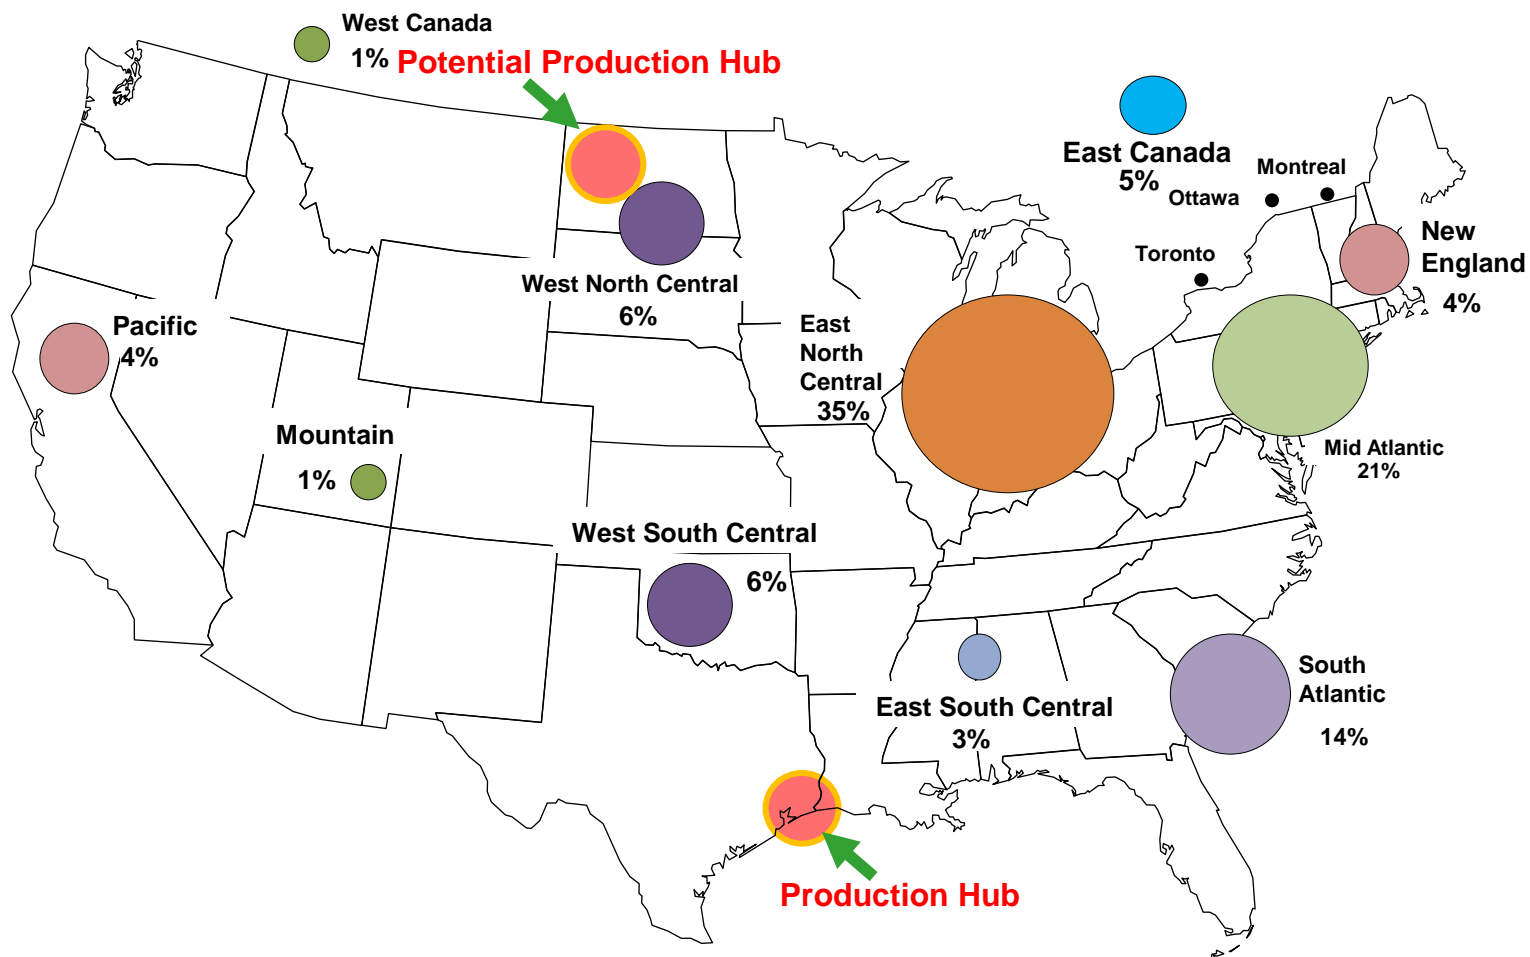 West Canada
1%
Potential Production Hub
East Canada
5%
Montreal
Ottawa
Toronto
New
England
4%
West North Central
6%
Pacific
4%
East
North
Central
35%
Mountain
1%
Mid Atlantic
21%
West South Central
6%
South
Atlantic
14%
East South Central
3%
Production Hub